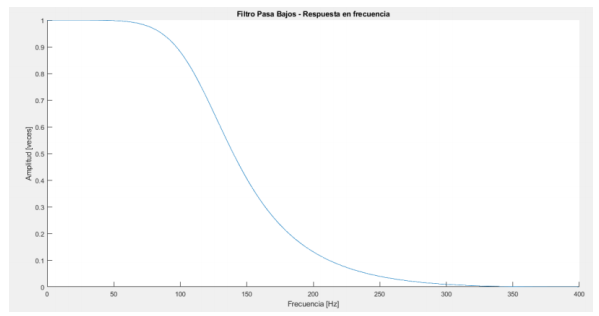 Filtro Pasa Bajos - Respuesta en frecuencia
1
0.9
0.8
0.7
0.6
0.5
0.4
0.3
0.2
0.1
0
Amplitud [veces]
0 50 100 150 200 250 300 350 400
Frecuencia [Hz]